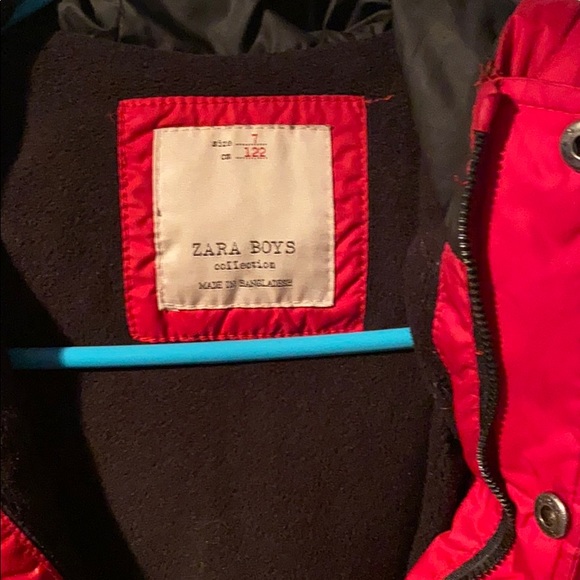 size 7
cm 122
ZARA BOYS
collection
MADE IN BANGLADESH